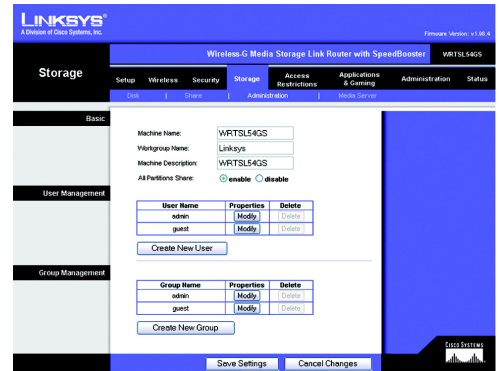 LINKSYS®
A Division of Cisco Systems, Inc.
Firmware Version: v1.98.4
Wireless-G Media Storage Link Router with SpeedBooster WRTSL54GS
Storage
Setup Wireless Security Storage Access Restrictions Applications & Gaming Administration Status
Disk | Share | Administration | Media Server
Basic
Machine Name: WRTSL54GS
Workgroup Name: Linksys
Machine Description: WRTSL54GS
All Partitions Share: enable disable
User Management
User Name Properties Delete
admin Modify Delete
guest Modify Delete
Create New User
Group Management
Group Name Properties Delete
admin Modify Delete
guest Modify Delete
Create New Group
Save Settings Cancel Changes
CISCO SYSTEMS